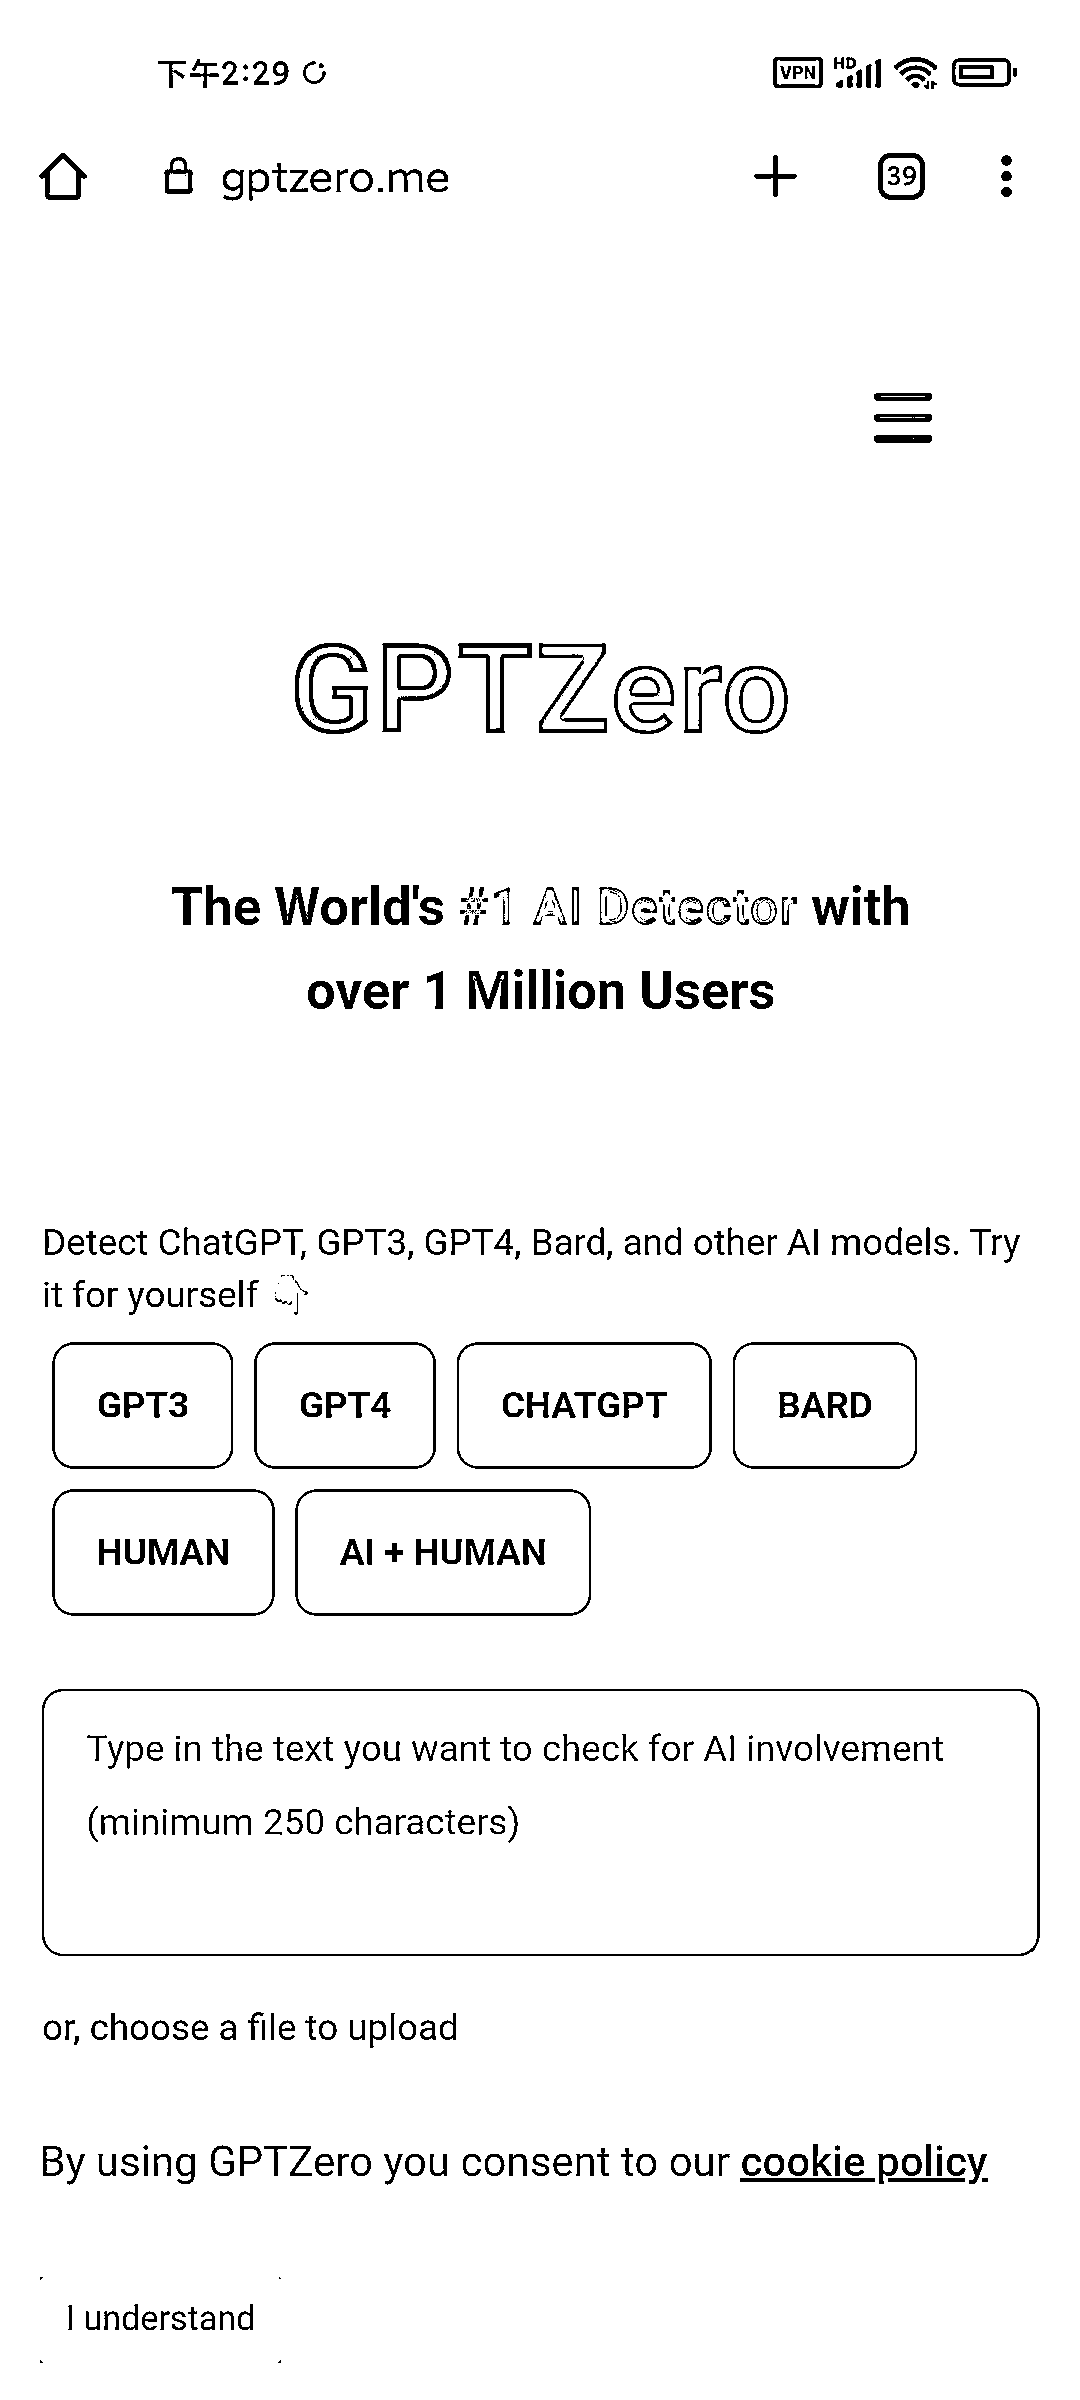 下午2:29
VPN HD
gptzero.me
39
GPTZero
The World's #1 AI Detector with
over 1 Million Users
Detect ChatGPT, GPT3, GPT4, Bard, and other AI models. Try
it for yourself 👇
GPT3 GPT4 CHATGPT BARD
HUMAN AI + HUMAN
Type in the text you want to check for AI involvement
(minimum 250 characters)
or, choose a file to upload
By using GPTZero you consent to our cookie policy
I understand